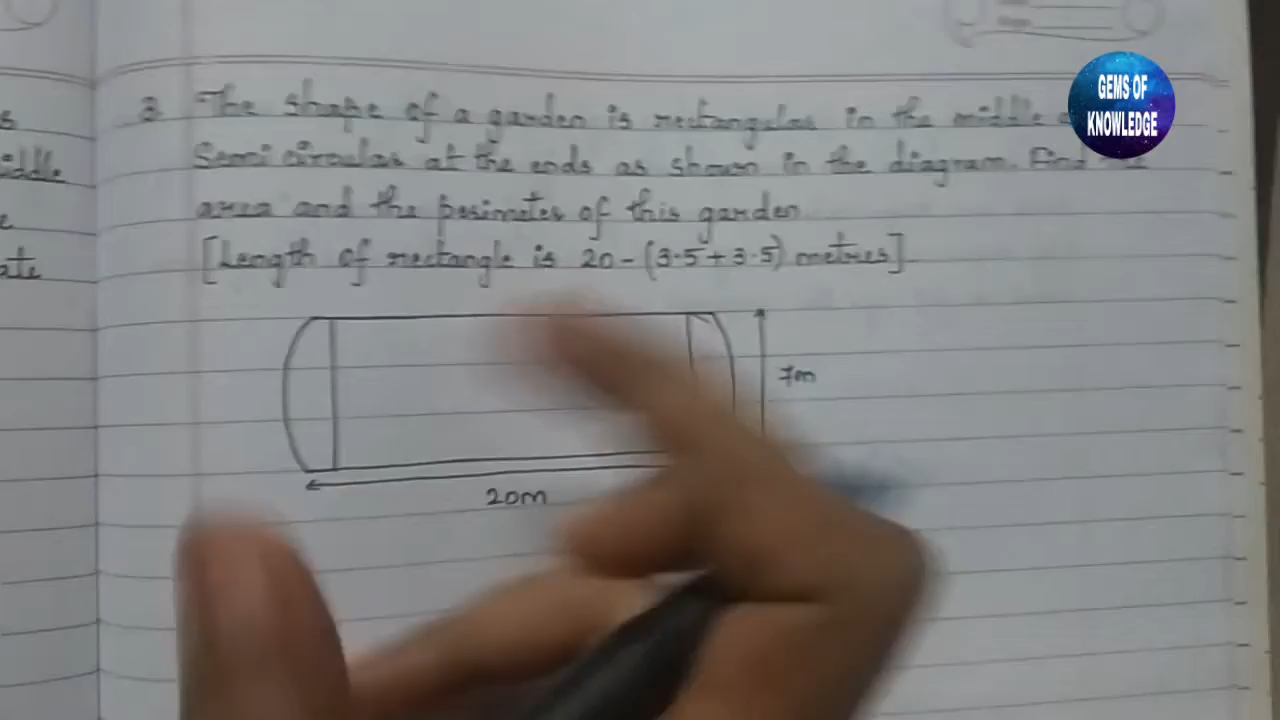 s
iddle
e
ate
3 The shape of a garden is rectangular in the middle
Semi circular at the ends as shown in the diagram. Find the
area and the perimeter of this garden
[Length of rectangle is 20 - (3.5 + 3.5) metres]
7m
20m
GEMS OF
KNOWLEDGE